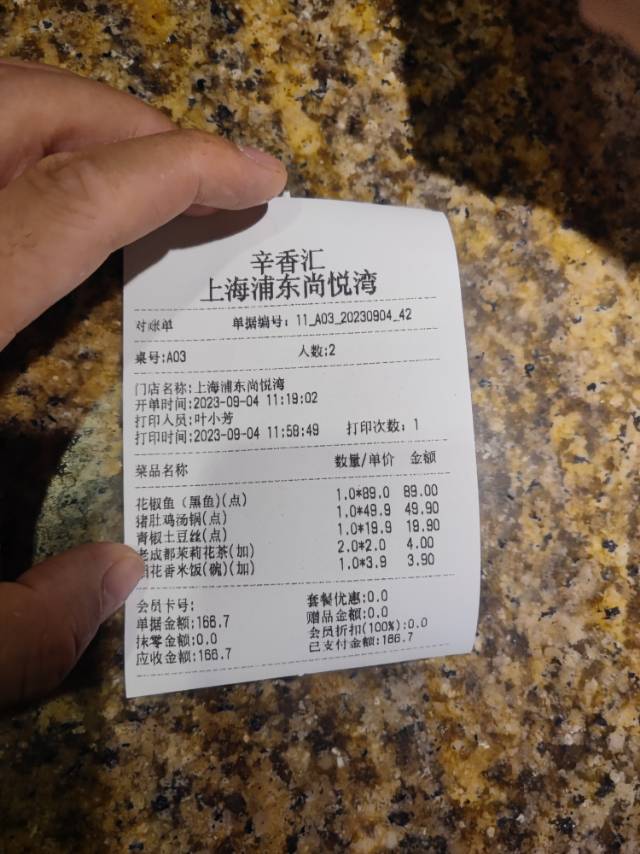 辛香汇
上海浦东尚悦湾
对账单 单据编号：11_A03_20230904_42
桌号:A03 人数:2
门店名称:上海浦东尚悦湾
开单时间:2023-09-04 11:19:02
打印人员:叶小芳
打印时间:2023-09-04 11:58:49 打印次数：1
菜品名称 数量/单价 金额
花椒鱼（黑鱼)(点) 1.0*89.0 89.00
猪肚鸡汤锅(点) 1.0*49.9 49.90
青椒土豆丝(点) 1.0*19.9 19.90
老成都茉莉花茶(加) 2.0*2.0 4.00
花香米饭(碗)(加) 1.0*3.9 3.90
会员卡号; 套餐优惠:0.0
单据金额:166.7 赠品金额:0.0
抹零金额:0.0 会员折扣(100%):0.0
应收金额:166.7 已支付金额:166.7